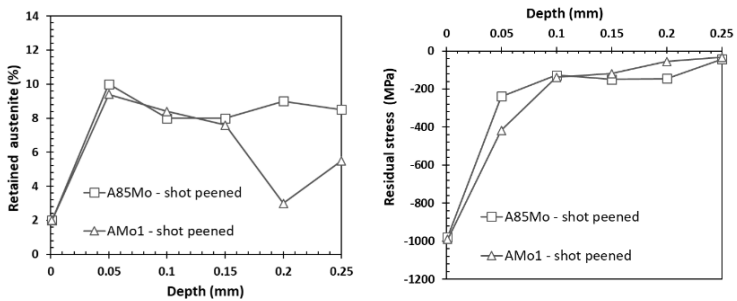 14
12
10
8
6
4
2
0
Retained austenite (%)
A85Mo - shot peened
AMo1 - shot peened
0 0.05 0.1 0.15 0.2 0.25
Depth (mm)
Depth (mm)
0 0.05 0.1 0.15 0.2 0.25
0
-200
-400
-600
-800
-1000
-1200
Residual stress (MPa)
A85Mo - shot peened
AMo1 - shot peened